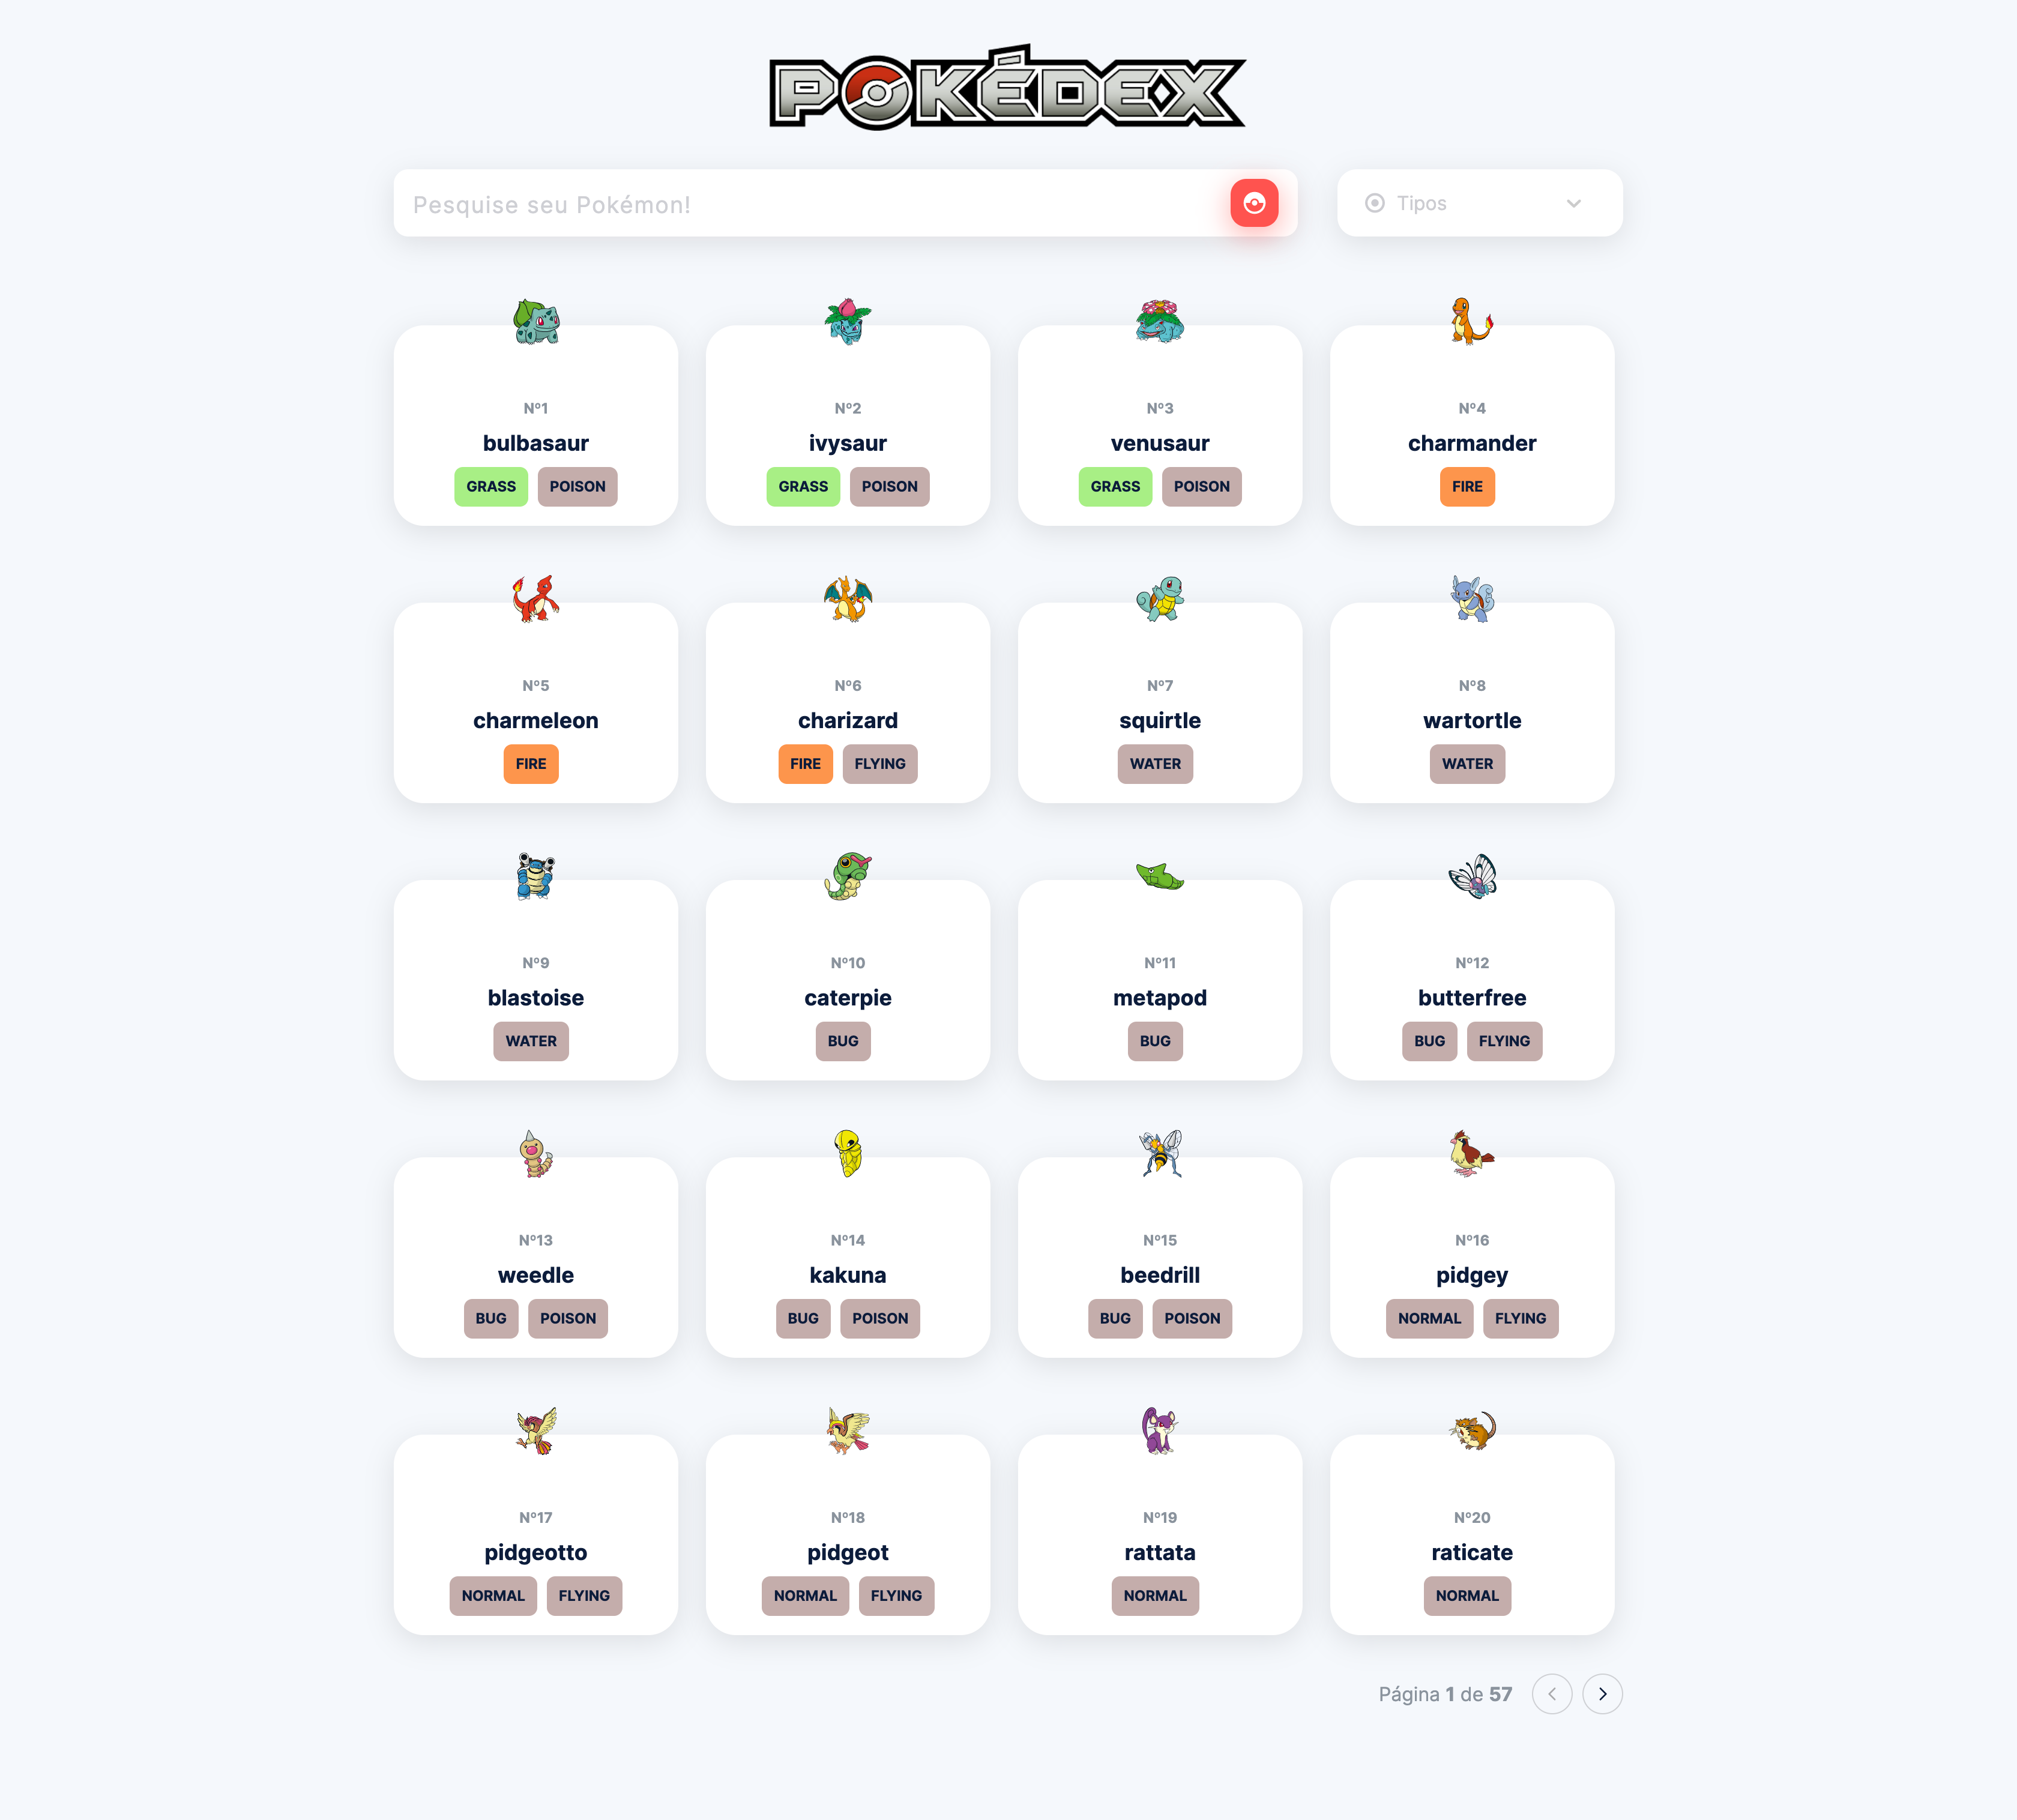 POKÉDEX
Pesquise seu Pokémon!
Tipos
Nº1
bulbasaur
GRASS POISON
Nº2
ivysaur
GRASS POISON
Nº3
venusaur
GRASS POISON
Nº4
charmander
FIRE
Nº5
charmeleon
FIRE
Nº6
charizard
FIRE FLYING
Nº7
squirtle
WATER
Nº8
wartortle
WATER
Nº9
blastoise
WATER
Nº10
caterpie
BUG
Nº11
metapod
BUG
Nº12
butterfree
BUG FLYING
Nº13
weedle
BUG POISON
Nº14
kakuna
BUG POISON
Nº15
beedrill
BUG POISON
Nº16
pidgey
NORMAL FLYING
Nº17
pidgeotto
NORMAL FLYING
Nº18
pidgeot
NORMAL FLYING
Nº19
rattata
NORMAL
Nº20
raticate
NORMAL
Página 1 de 57